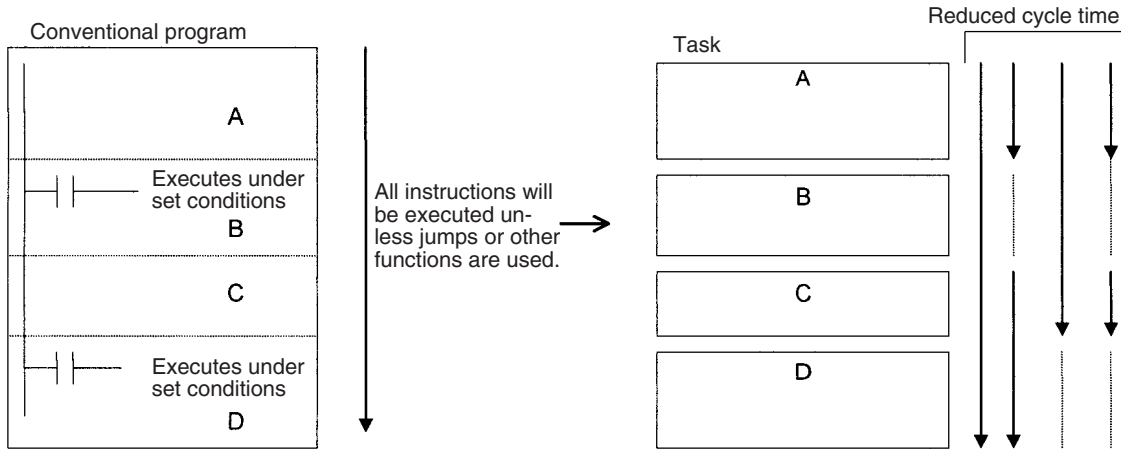 Conventional program
A
Executes under
set conditions
B
C
Executes under
set conditions
D
All instructions will
be executed un-
less jumps or other
functions are used.
Reduced cycle time
Task
A
B
C
D